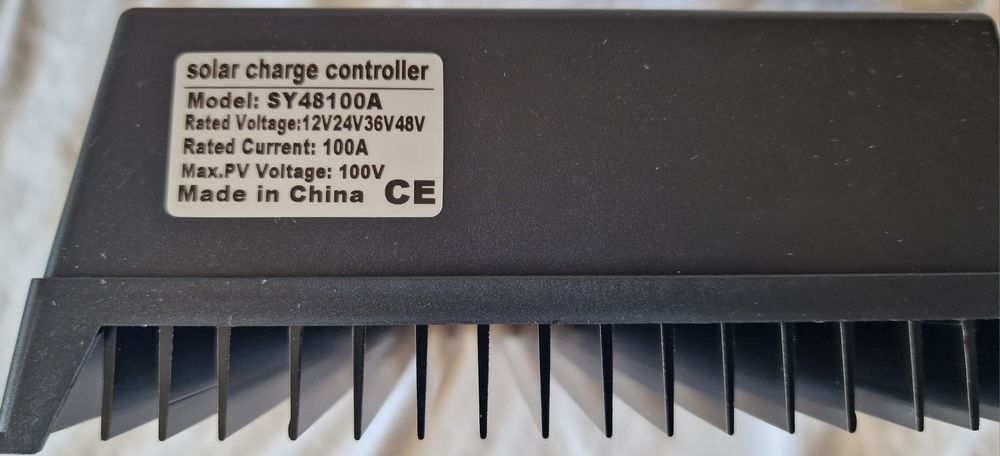 solar charge controller
Model: SY48100A
Rated Voltage:12V24V36V48V
Rated Current: 100A
Max.PV Voltage: 100V
Made in China CE